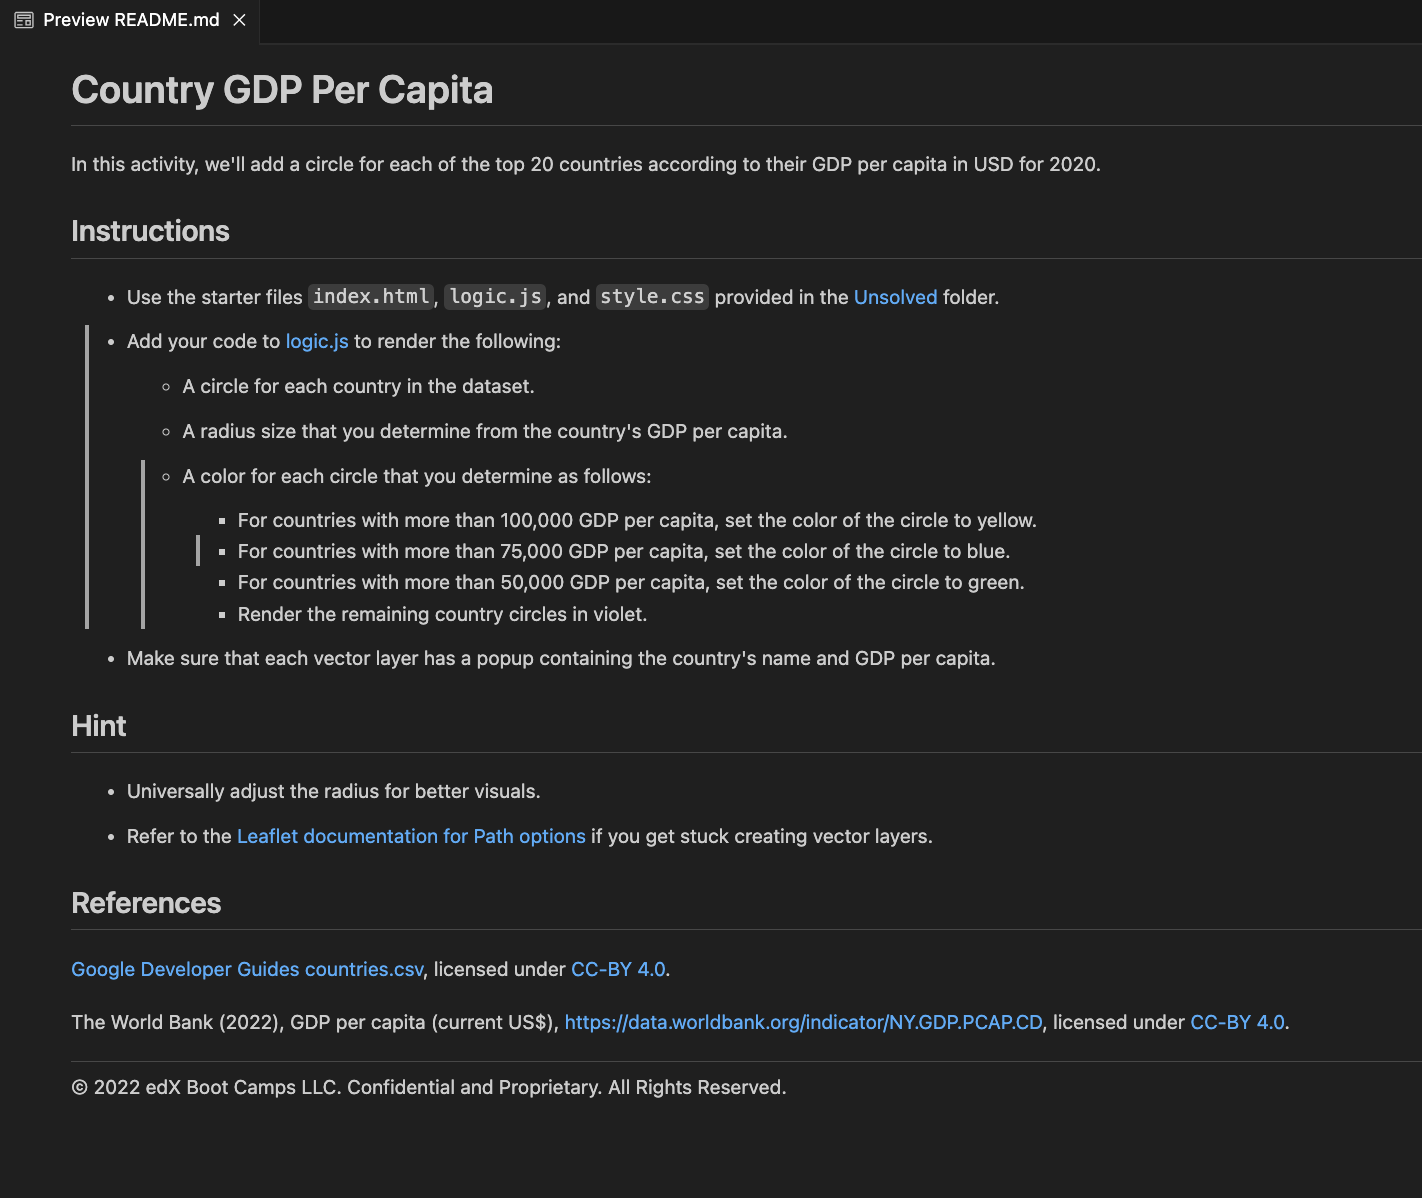 Preview README.md
Country GDP Per Capita
In this activity, we'll add a circle for each of the top 20 countries according to their GDP per capita in USD for 2020.
Instructions
Use the starter files index.html, logic.js, and style.css provided in the Unsolved folder.
Add your code to logic.js to render the following:
A circle for each country in the dataset.
A radius size that you determine from the country's GDP per capita.
A color for each circle that you determine as follows:
For countries with more than 100,000 GDP per capita, set the color of the circle to yellow.
For countries with more than 75,000 GDP per capita, set the color of the circle to blue.
For countries with more than 50,000 GDP per capita, set the color of the circle to green.
Render the remaining country circles in violet.
Make sure that each vector layer has a popup containing the country's name and GDP per capita.
Hint
Universally adjust the radius for better visuals.
Refer to the Leaflet documentation for Path options if you get stuck creating vector layers.
References
Google Developer Guides countries.csv, licensed under CC-BY 4.0.
The World Bank (2022), GDP per capita (current US$), https://data.worldbank.org/indicator/NY.GDP.PCAP.CD, licensed under CC-BY 4.0.
© 2022 edX Boot Camps LLC. Confidential and Proprietary. All Rights Reserved.